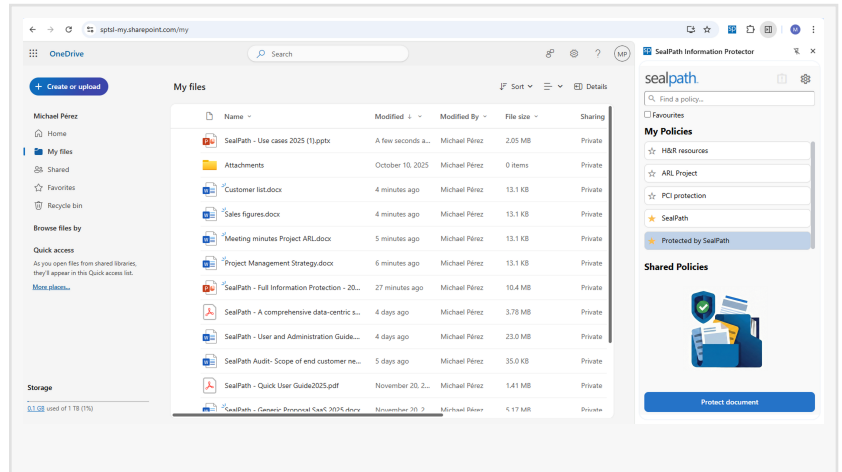 sptsl-my.sharepoint.com/my
OneDrive
Search
MP
SealPath Information Protector
Create or upload
Michael Pérez
Home
My files
Shared
Favorites
Recycle bin
Browse files by
Quick access
As you open files from shared libraries,
they'll appear in this Quick access list.
More places...
Storage
0.1 GB used of 1 TB (1%)
My files
Sort
Details
Name Modified Modified By File size Sharing
SealPath - Use cases 2025 (1).pptx A few seconds a... Michael Pérez 2.05 MB Private
Attachments October 10, 2025 Michael Pérez 0 items Private
Customer list.docx 4 minutes ago Michael Pérez 13.1 KB Private
Sales figures.docx 4 minutes ago Michael Pérez 13.1 KB Private
Meeting minutes Project ARL.docx 5 minutes ago Michael Pérez 13.1 KB Private
Project Management Strategy.docx 6 minutes ago Michael Pérez 13.1 KB Private
SealPath - Full Information Protection - 20... 27 minutes ago Michael Pérez 10.4 MB Private
SealPath - A comprehensive data-centric s... 4 days ago Michael Pérez 3.78 MB Private
SealPath - User and Administration Guide.... 4 days ago Michael Pérez 23.0 MB Private
SealPath Audit- Scope of end customer ne... 5 days ago Michael Pérez 35.0 KB Private
SealPath - Quick User Guide2025.pdf November 20, 2... Michael Pérez 1.41 MB Private
SealPath - Generic Proposal SaaS 2025.docx November 20, 2... Michael Pérez 5.17 MB Private
sealpath
Find a policy...
Favourites
My Policies
H&R resources
ARL Project
PCI protection
SealPath
Protected by SealPath
Shared Policies
Protect document